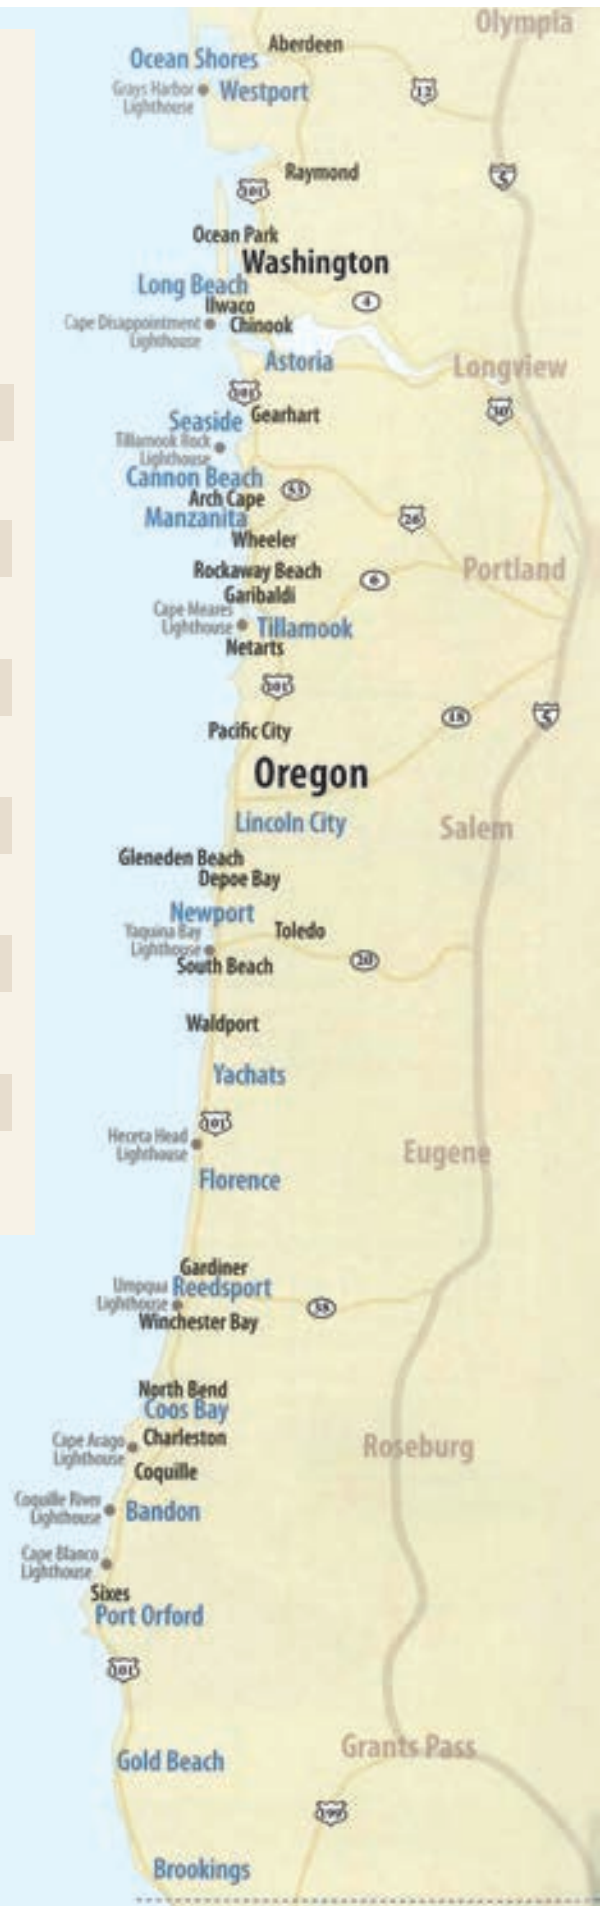 Olympia
Aberdeen
Ocean Shores
Grays Harbor
Lighthouse
Westport
12
Raymond
5
101
Ocean Park
Washington
Long Beach
Ilwaco
4
Cape Disappointment
Lighthouse
Chinook
Astoria
Longview
101
30
Seaside
Gearhart
Tillamook Rock
Lighthouse
Cannon Beach
Arch Cape
53
Manzanita
26
Wheeler
Rockaway Beach
Portland
6
Garibaldi
Cape Meares
Lighthouse
Tillamook
Netarts
101
18
5
Pacific City
Oregon
Lincoln City
Salem
Gleneden Beach
Depoe Bay
Newport
Yaquina Bay
Lighthouse
Toledo
South Beach
20
Waldport
Yachats
101
Heceta Head
Lighthouse
Eugene
Florence
Gardiner
Umpqua
Lighthouse
Reedsport
38
Winchester Bay
North Bend
Coos Bay
Cape Arago
Lighthouse
Charleston
Roseburg
Coquille
Coquille River
Lighthouse
Bandon
Cape Blanco
Lighthouse
Sixes
Port Orford
101
Grants Pass
Gold Beach
199
Brookings